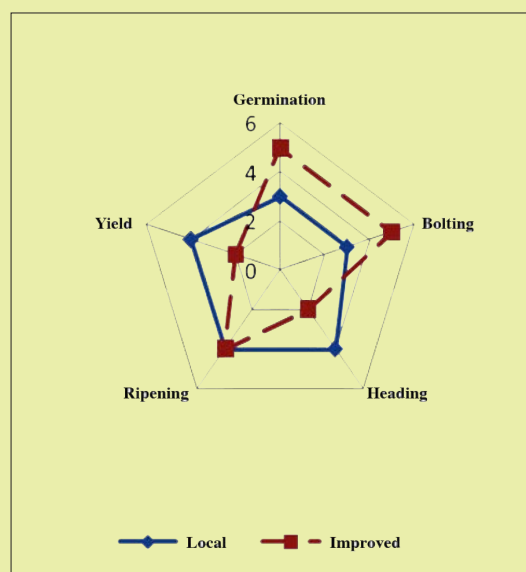 Germination
6
4
2
0
Yield
Bolting
Ripening
Heading
Local
Improved